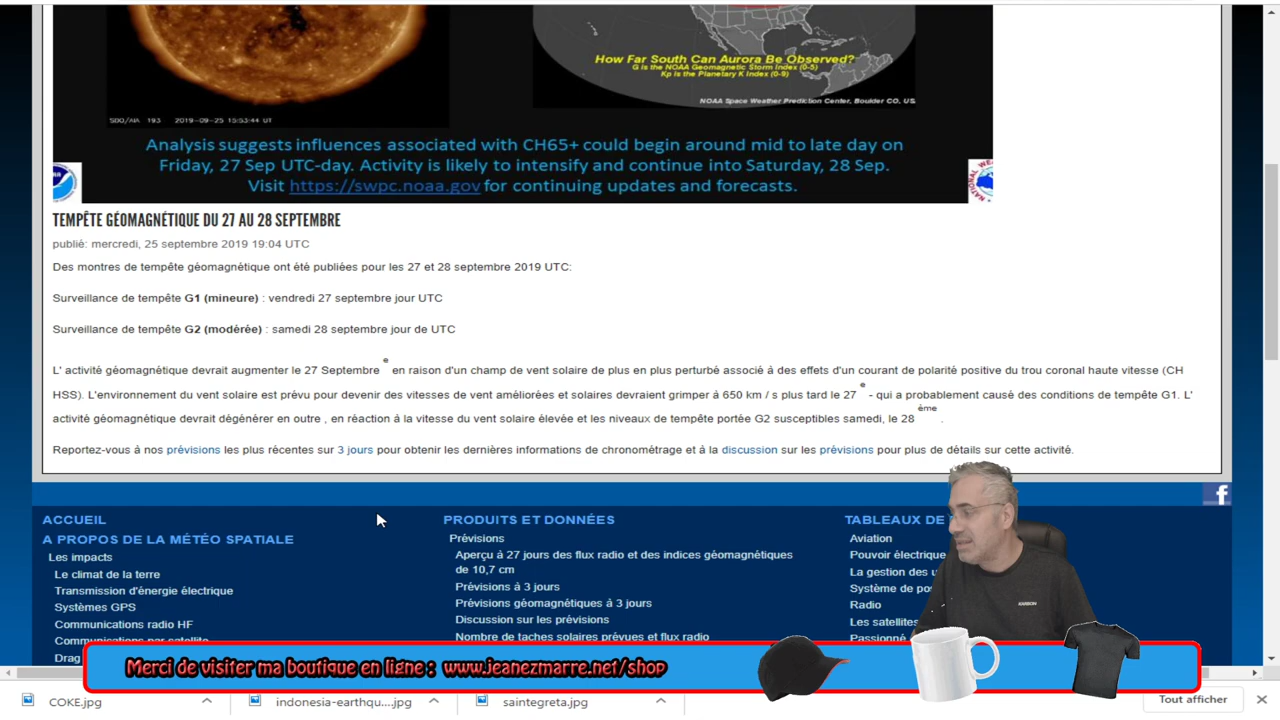 How Far South Can Aurora Be Observed?
G is the NOAA Geomagnetic Storm Index (0-5)
Kp is the Planetary K Index (0-9)
NOAA Space Weather Prediction Center, Boulder CO, US
SDO/AIA 193 2019-09-25 15:53:44 UT
Analysis suggests influences associated with CH65+ could begin around mid to late day on
Friday, 27 Sep UTC-day. Activity is likely to intensify and continue into Saturday, 28 Sep.
Visit https://swpc.noaa.gov for continuing updates and forecasts.
TEMPÊTE GÉOMAGNÉTIQUE DU 27 AU 28 SEPTEMBRE
publié: mercredi, 25 septembre 2019 19:04 UTC
Des montres de tempête géomagnétique ont été publiées pour les 27 et 28 septembre 2019 UTC:
Surveillance de tempête G1 (mineure) : vendredi 27 septembre jour UTC
Surveillance de tempête G2 (modérée) : samedi 28 septembre jour de UTC
L' activité géomagnétique devrait augmenter le 27 Septembre e en raison d'un champ de vent solaire de plus en plus perturbé associé à des effets d'un courant de polarité positive du trou coronal haute vitesse (CH
HSS). L'environnement du vent solaire est prévu pour devenir des vitesses de vent améliorées et solaires devraient grimper à 650 km / s plus tard le 27 e - qui a probablement causé des conditions de tempête G1. L'
activité géomagnétique devrait dégénérer en outre , en réaction à la vitesse du vent solaire élevée et les niveaux de tempête portée G2 susceptibles samedi, le 28 ème .
Reportez-vous à nos prévisions les plus récentes sur 3 jours pour obtenir les dernières informations de chronométrage et à la discussion sur les prévisions pour plus de détails sur cette activité.
f
ACCUEIL
A PROPOS DE LA MÉTÉO SPATIALE
Les impacts
Le climat de la terre
Transmission d'énergie électrique
Systèmes GPS
Communications radio HF
Communications par satellite
Drag
PRODUITS ET DONNÉES
Prévisions
Aperçu à 27 jours des flux radio et des indices géomagnétiques
de 10,7 cm
Prévisions à 3 jours
Prévisions géomagnétiques à 3 jours
Discussion sur les prévisions
Nombre de taches solaires prévues et flux radio
TABLEAUX DE
Aviation
Pouvoir électrique
La gestion des
Système de
Radio
Les satellites
Passionné
Merci de visiter ma boutique en ligne : www.jeanezmarre.net/shop
COKE.jpg
indonesia-earthqu....jpg
saintegreta.jpg
Tout afficher